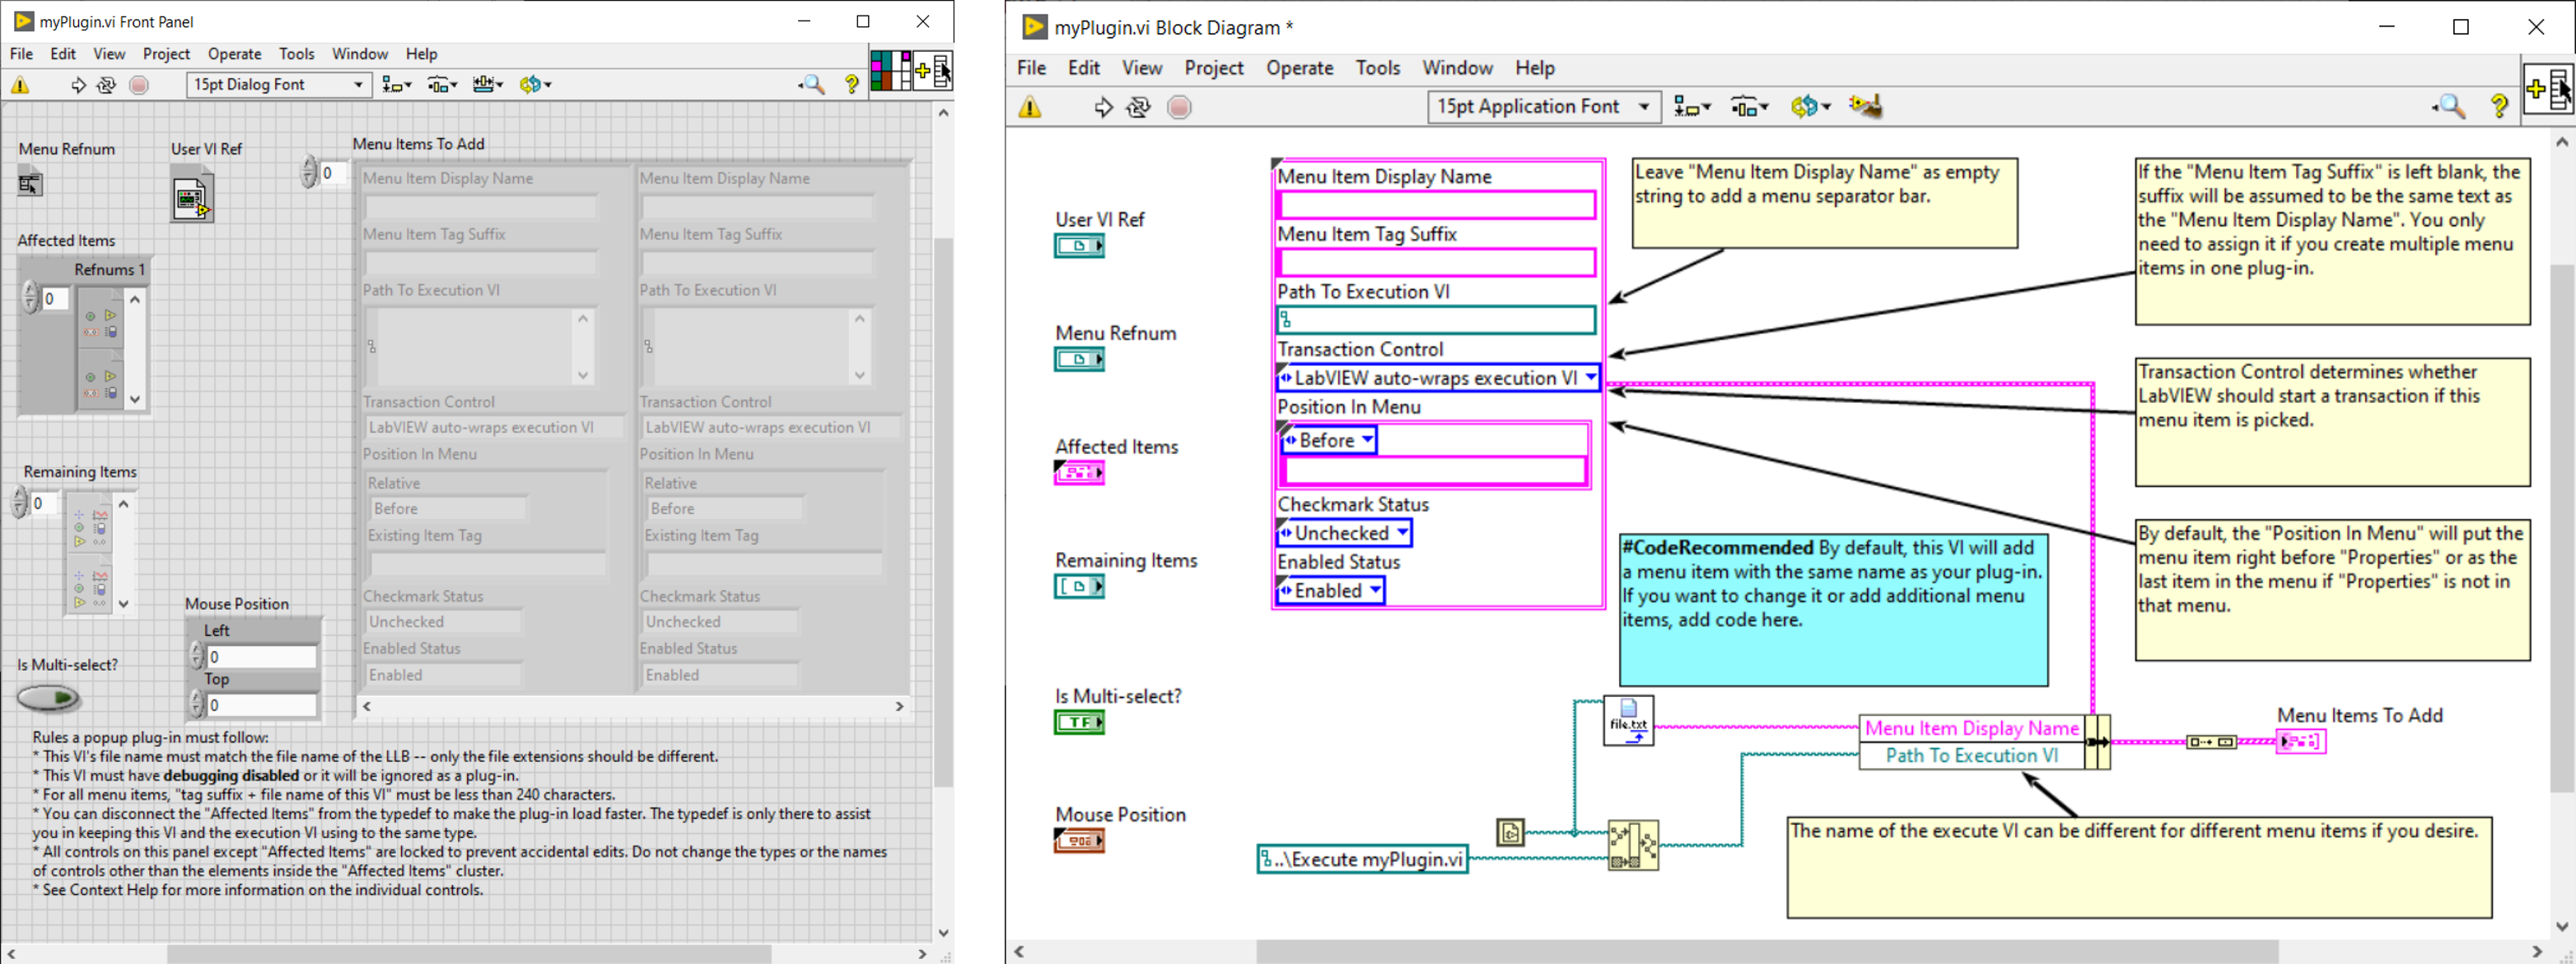 myPlugin.vi Front Panel
File Edit View Project Operate Tools Window Help
15pt Dialog Font
Menu Refnum
User VI Ref
Menu Items To Add
0
Menu Item Display Name
Menu Item Tag Suffix
Path To Execution VI
Transaction Control
LabVIEW auto-wraps execution VI
Position In Menu
Relative
Before
Existing Item Tag
Checkmark Status
Unchecked
Enabled Status
Enabled
Menu Item Display Name
Menu Item Tag Suffix
Path To Execution VI
Transaction Control
LabVIEW auto-wraps execution VI
Position In Menu
Relative
Before
Existing Item Tag
Checkmark Status
Unchecked
Enabled Status
Enabled
Affected Items
Refnums 1
0
Remaining Items
0
Mouse Position
Left
0
Top
0
Is Multi-select?
Rules a popup plug-in must follow:
* This VI's file name must match the file name of the LLB -- only the file extensions should be different.
* This VI must have debugging disabled or it will be ignored as a plug-in.
* For all menu items, "tag suffix + file name of this VI" must be less than 240 characters.
* You can disconnect the "Affected Items" from the typedef to make the plug-in load faster. The typedef is only there to assist
you in keeping this VI and the execution VI using to the same type.
* All controls on this panel except "Affected Items" are locked to prevent accidental edits. Do not change the types or the names
of controls other than the elements inside the "Affected Items" cluster.
* See Context Help for more information on the individual controls.
myPlugin.vi Block Diagram *
File Edit View Project Operate Tools Window Help
15pt Application Font
User VI Ref
Menu Refnum
Affected Items
Remaining Items
Is Multi-select?
TF
Mouse Position
Menu Item Display Name
Menu Item Tag Suffix
Path To Execution VI
Transaction Control
LabVIEW auto-wraps execution VI
Position In Menu
Before
Checkmark Status
Unchecked
Enabled Status
Enabled
Leave "Menu Item Display Name" as empty
string to add a menu separator bar.
If the "Menu Item Tag Suffix" is left blank, the
suffix will be assumed to be the same text as
the "Menu Item Display Name". You only
need to assign it if you create multiple menu
items in one plug-in.
Transaction Control determines whether
LabVIEW should start a transaction if this
menu item is picked.
By default, the "Position In Menu" will put the
menu item right before "Properties" or as the
last item in the menu if "Properties" is not in
that menu.
#CodeRecommended By default, this VI will add
a menu item with the same name as your plug-in.
If you want to change it or add additional menu
items, add code here.
file.txt
Menu Item Display Name
Path To Execution VI
Menu Items To Add
..\Execute myPlugin.vi
The name of the execute VI can be different for different menu items if you desire.